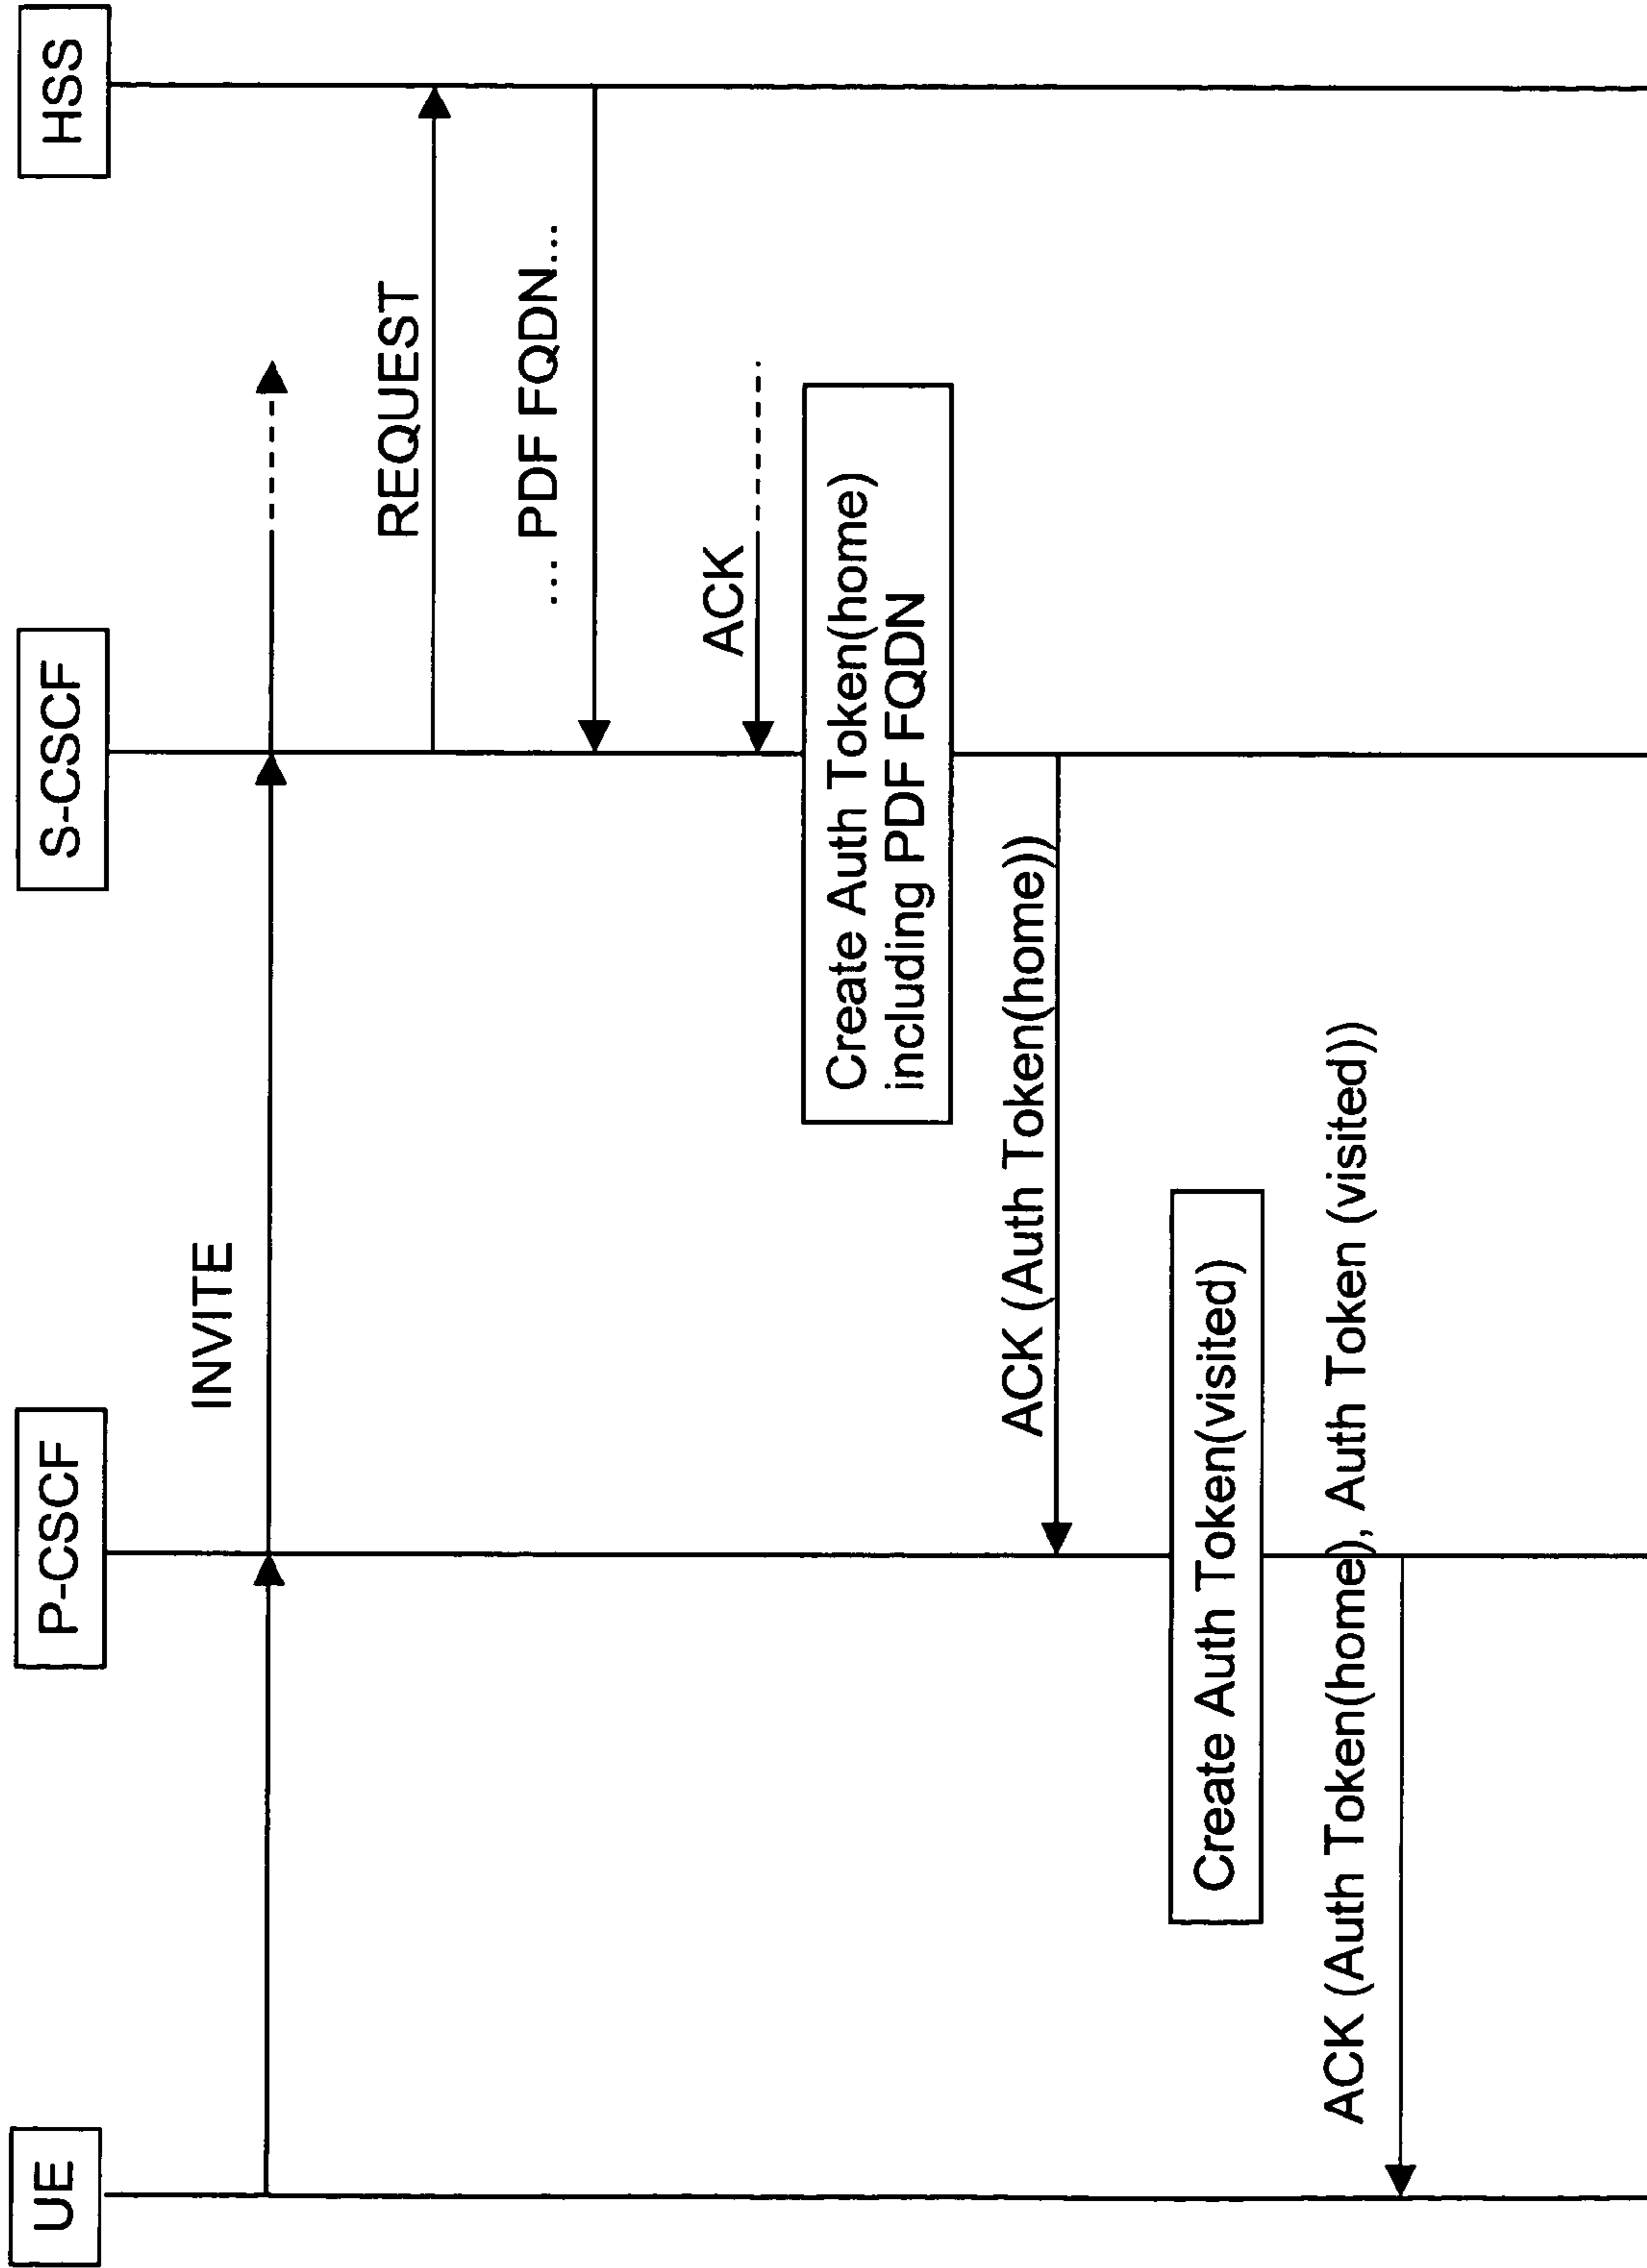 UE
P-CSCF
S-CSCF
HSS
INVITE
REQUEST
... PDF FQDN...
ACK
Create Auth Token(home)
including PDF FQDN
ACK (Auth Token(home))
Create Auth Token(visited)
ACK (Auth Token(home), Auth Token (visited))